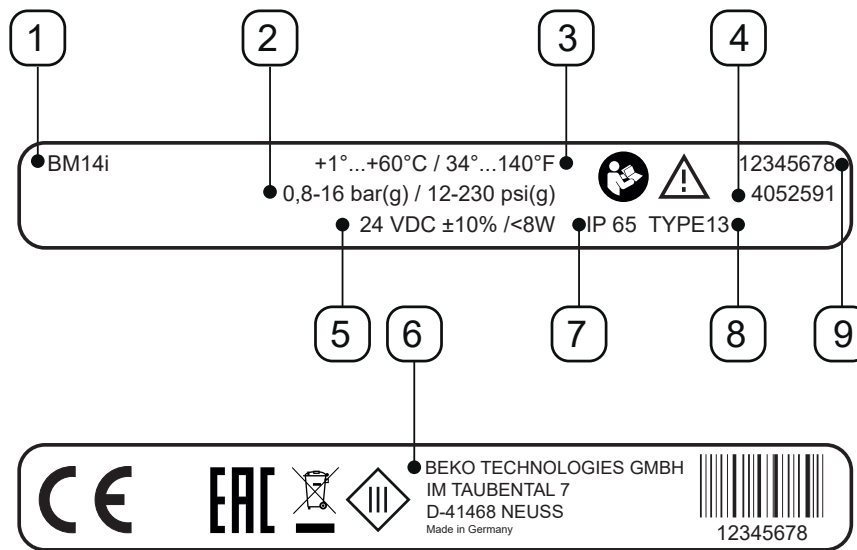 1 2 3 4
BM14i +1°...+60°C / 34°...140°F 12345678
0,8-16 bar(g) / 12-230 psi(g) 4052591
24 VDC ±10% /<8W IP 65 TYPE13
5 6 7 8 9
CE EAC III BEKO TECHNOLOGIES GMBH
IM TAUBENTAL 7
D-41468 NEUSS
Made in Germany
12345678